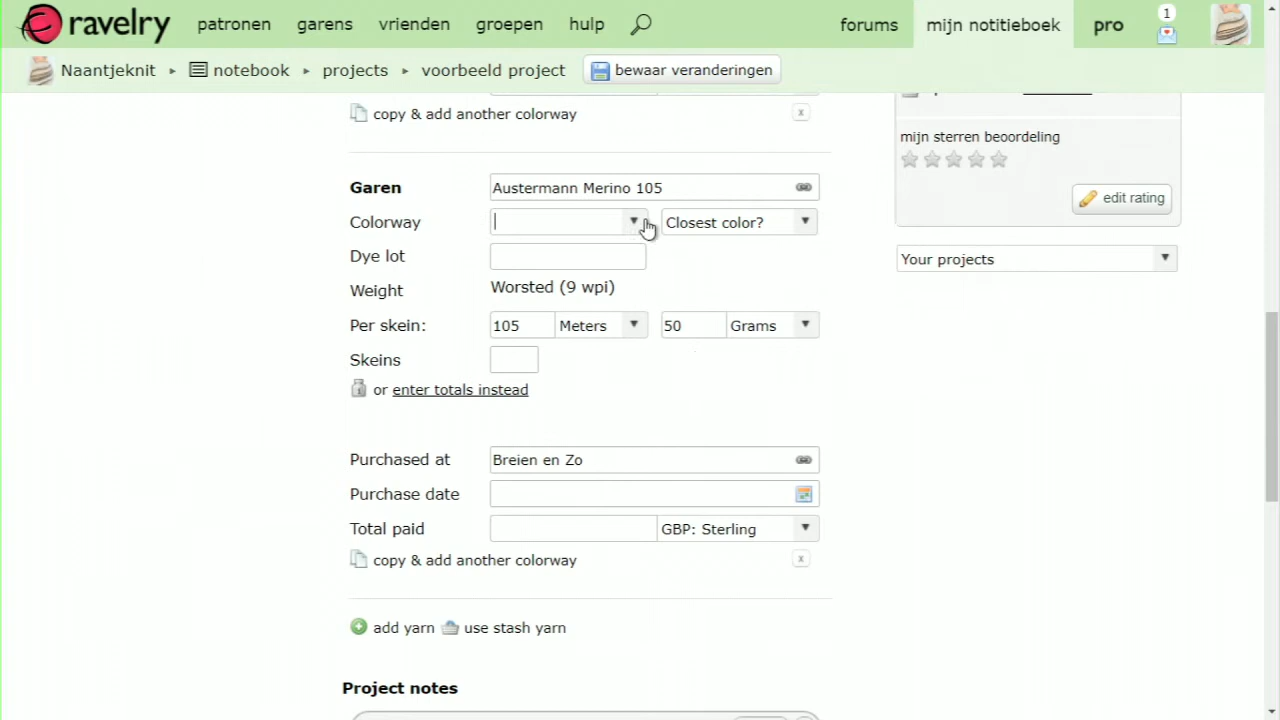 ravelry patronen garens vrienden groepen hulp forums mijn notitieboek pro 1
Naantjeknit ▸ notebook ▸ projects ▸ voorbeeld project bewaar veranderingen
copy & add another colorway x
mijn sterren beoordeling
edit rating
Garen Austermann Merino 105
Colorway Closest color?
Dye lot
Your projects
Weight Worsted (9 wpi)
Per skein: 105 Meters 50 Grams
Skeins
or enter totals instead
Purchased at Breien en Zo
Purchase date
Total paid GBP: Sterling
copy & add another colorway x
add yarn use stash yarn
Project notes